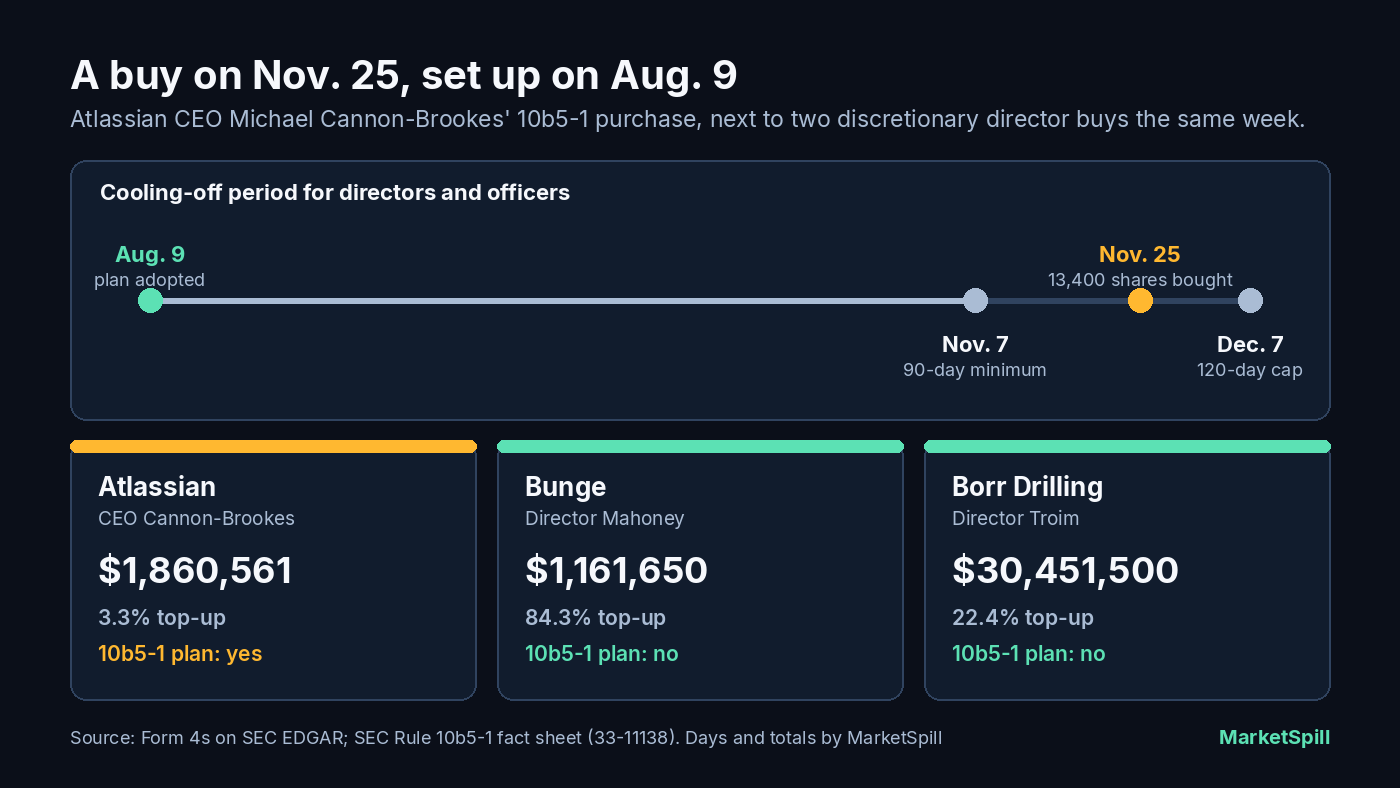 A buy on Nov. 25, set up on Aug. 9
Atlassian CEO Michael Cannon-Brookes' 10b5-1 purchase, next to two discretionary director buys the same week.
Cooling-off period for directors and officers
Aug. 9
plan adopted
Nov. 25
13,400 shares bought
Nov. 7
90-day minimum
Dec. 7
120-day cap
Atlassian
CEO Cannon-Brookes
$1,860,561
3.3% top-up
10b5-1 plan: yes
Bunge
Director Mahoney
$1,161,650
84.3% top-up
10b5-1 plan: no
Borr Drilling
Director Troim
$30,451,500
22.4% top-up
10b5-1 plan: no
Source: Form 4s on SEC EDGAR; SEC Rule 10b5-1 fact sheet (33-11138). Days and totals by MarketSpill
MarketSpill